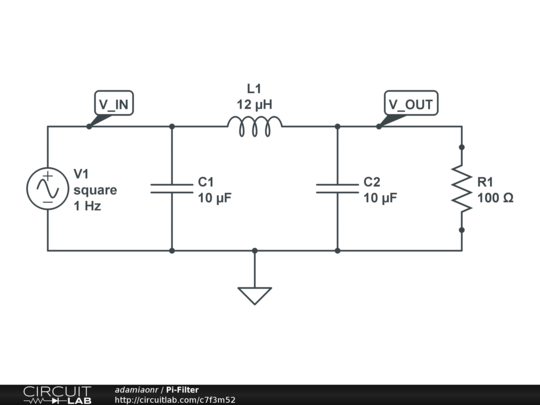 L1
12 µH
V_IN
V_OUT
V1
square
1 Hz
C1
10 µF
C2
10 µF
R1
100 Ω
CIRCUIT
LAB
adamiaonr / Pi-Filter
http://circuitlab.com/c7f3m52